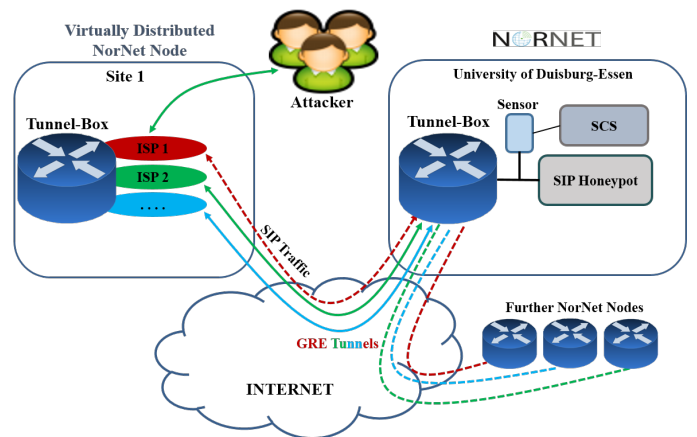 Virtually Distributed
NorNet Node
NORNET
Site 1
Attacker
University of Duisburg-Essen
Tunnel-Box
ISP 1
ISP 2
. . . .
Tunnel-Box
Sensor
SCS
SIP Honeypot
SIP Traffic
GRE Tunnels
INTERNET
Further NorNet Nodes